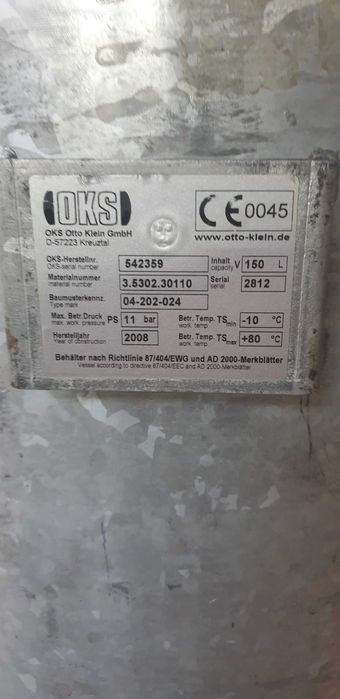 OKS
CE 0045
OKS Otto Klein GmbH
D-57223 Kreuztal
www.otto-klein.de
OKS-Herstellnr. 542359 Inhalt V 150 L
OKS-serial number capacity
Materialnummer 3.5302.30110 Serial 2812
material number serial
Baumusterkennz. 04-202-024
Type mark
Max. Betr.Druck PS 11 bar Betr. Temp. TSmin -10 °C
max. work. pressure work. temp.
Herstelljahr 2008 Betr. Temp. TSmax +80 °C
Year of construction work. temp.
Behälter nach Richtlinie 87/404/EWG und AD 2000-Merkblätter
Vessel according to directive 87/404/EEC and AD 2000-Merkblätter